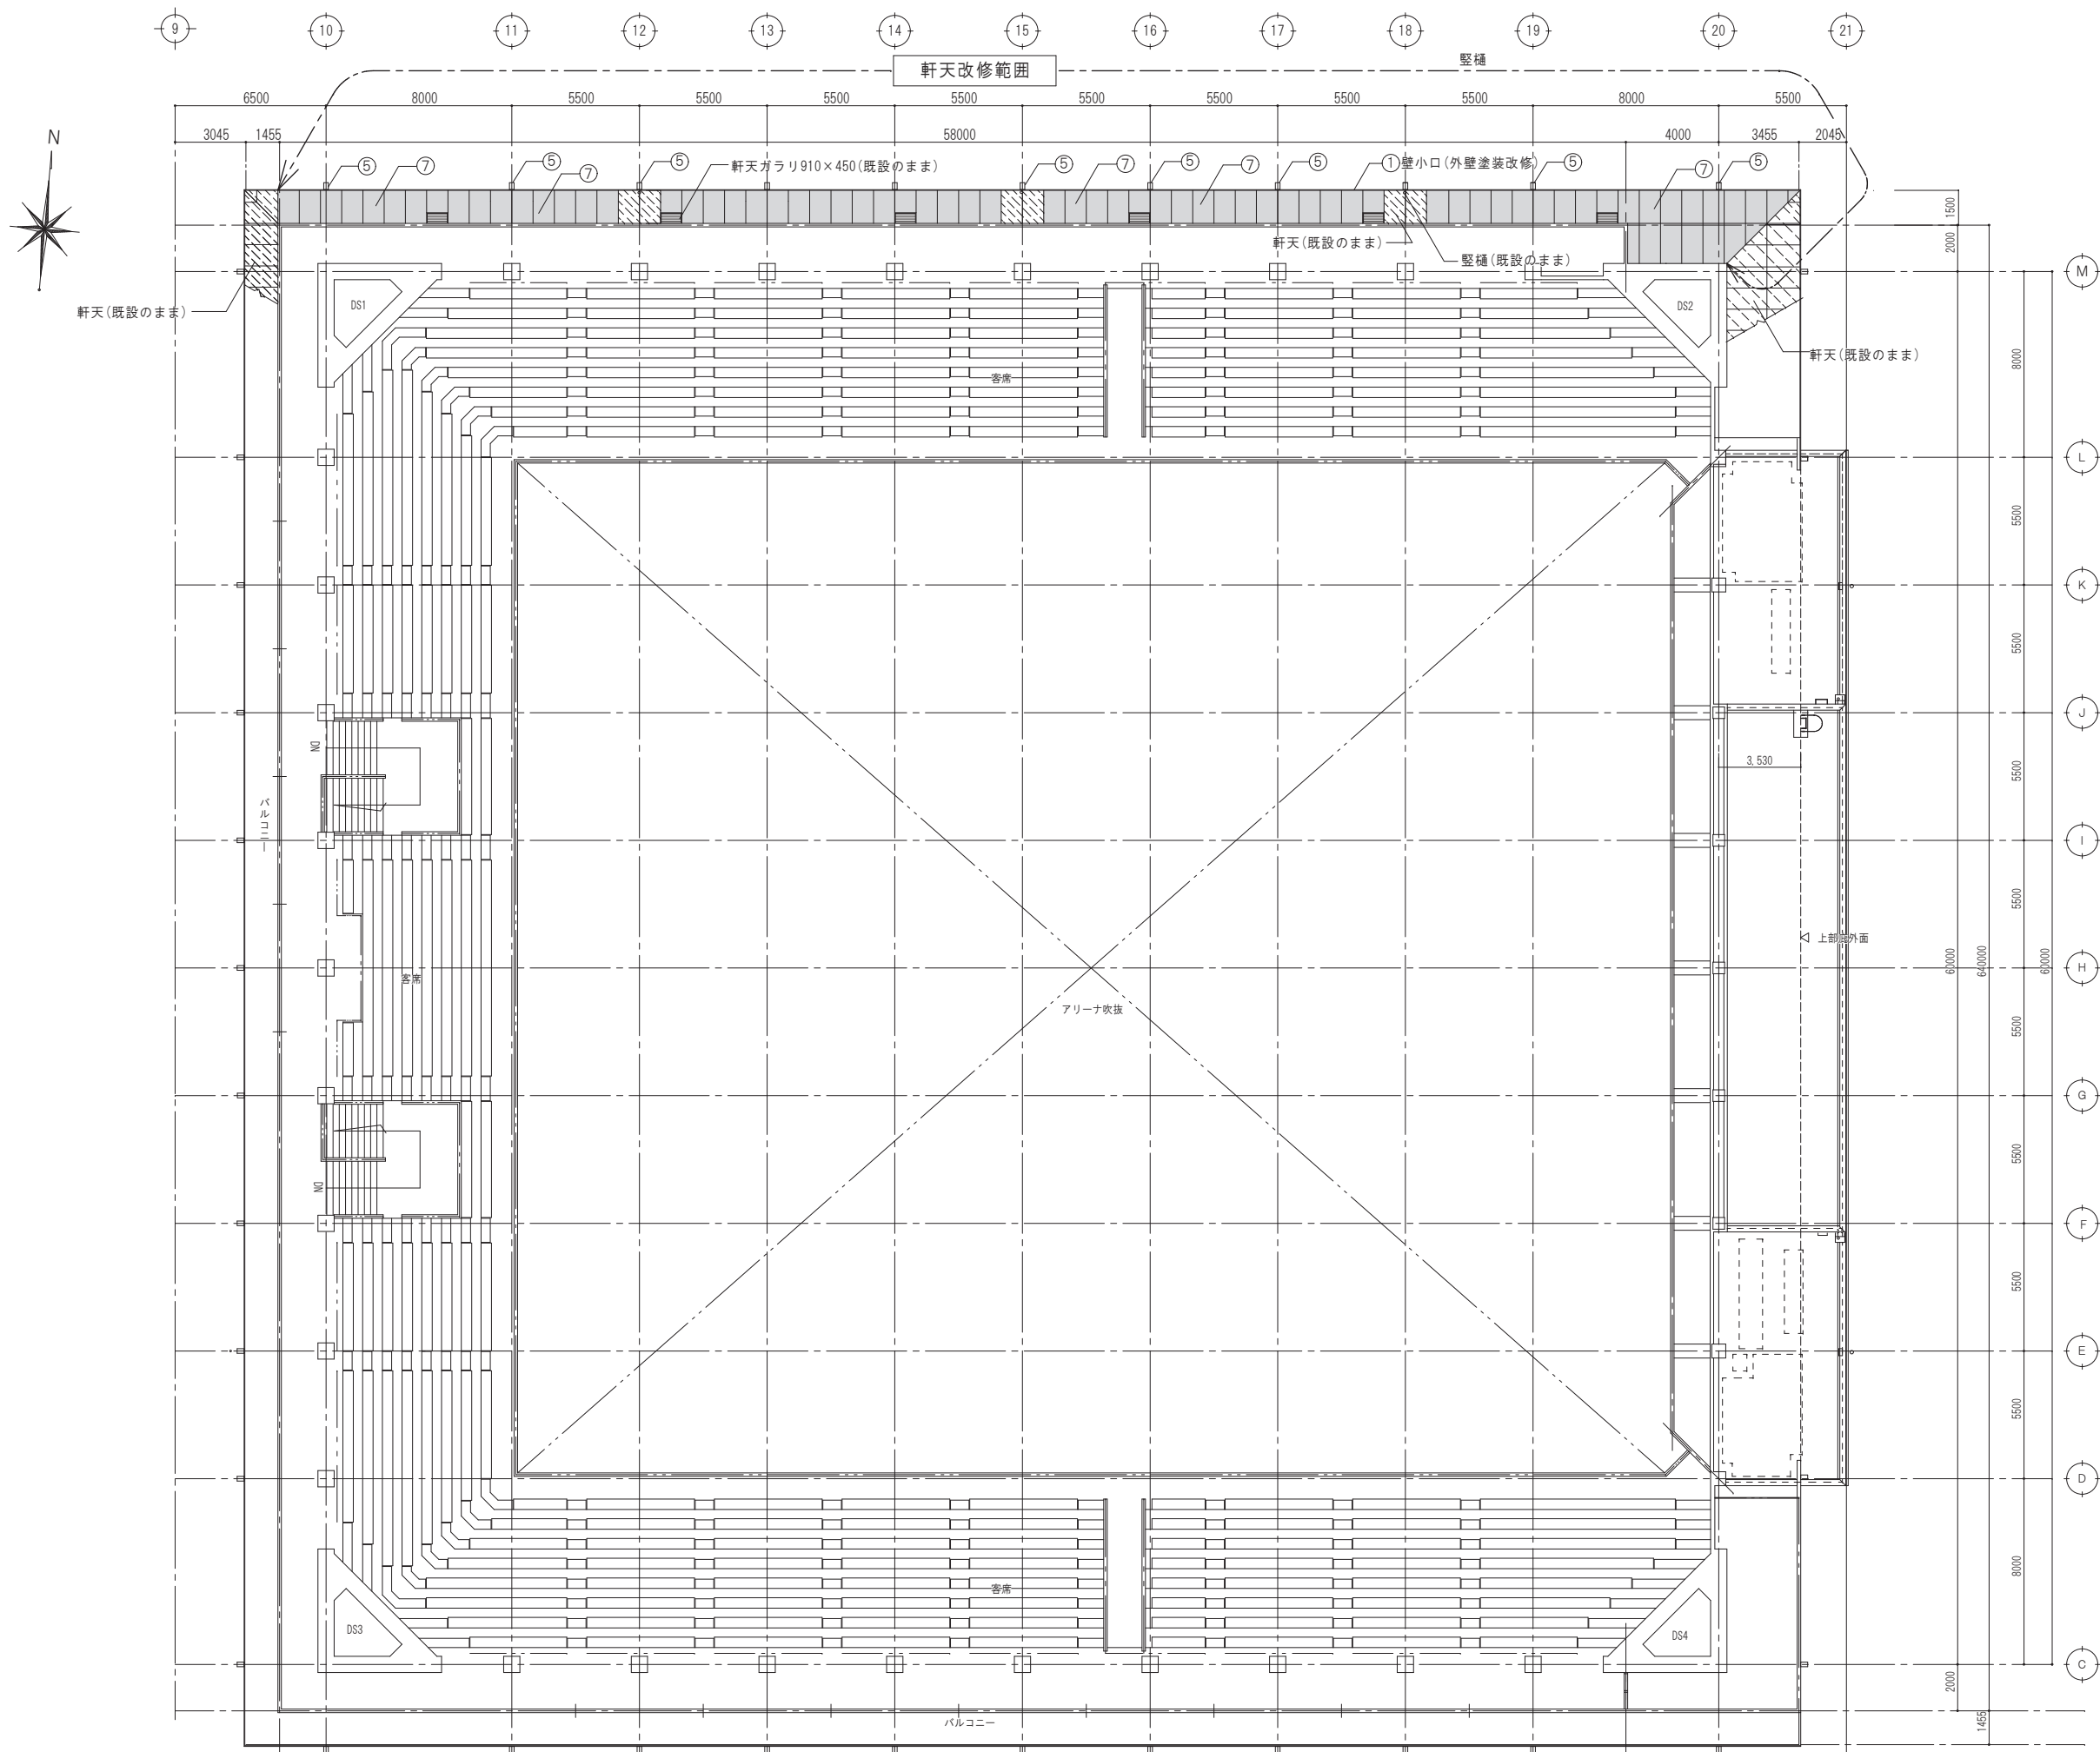 9 10 11 12 13 14 15 16 17 18 19 20 21
軒天改修範囲
竪樋
6500 8000 5500 5500 5500 5500 5500 5500 5500 5500 8000 5500
3045 1455 58000 4000 3455 2045
N
⑤ ⑦ ⑤ ⑦ ⑤ 軒天ガラリ910×450(既設のまま) ⑤ ⑦ ⑤ ⑦ ⑤ ①壁小口(外壁塗装改修) ⑤ ⑦ ⑤
1500
2000
軒天(既設のまま)
竪樋(既設のまま)
M
DS1
DS2
軒天(既設のまま)
軒天(既設のまま)
8000
客席
L
5500
K
5500
J
DN
3,530
5500
バルコニー
I
5500
上部庇外面
客席
60000 64000 60000
H
アリーナ吹抜
5500
G
5500
DN
F
5500
E
5500
D
客席
8000
DS3
DS4
C
2000
バルコニー
1455